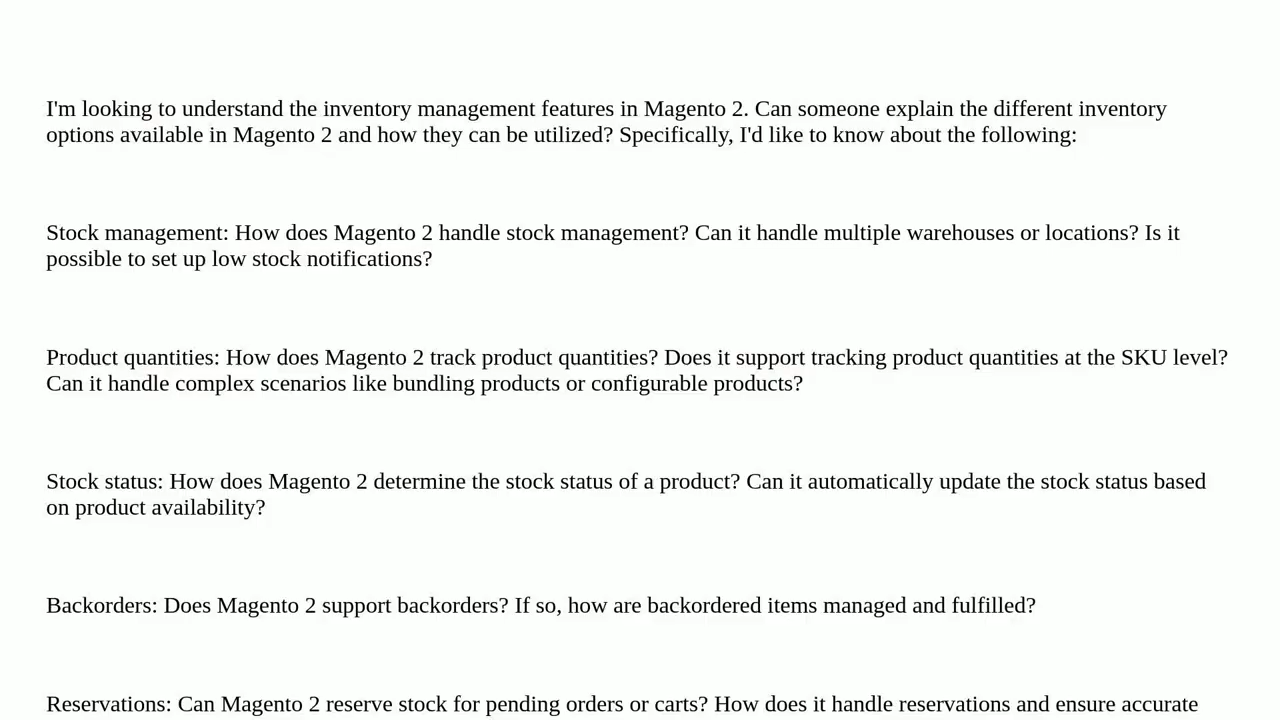 I'm looking to understand the inventory management features in Magento 2. Can someone explain the different inventory
options available in Magento 2 and how they can be utilized? Specifically, I'd like to know about the following:
Stock management: How does Magento 2 handle stock management? Can it handle multiple warehouses or locations? Is it
possible to set up low stock notifications?
Product quantities: How does Magento 2 track product quantities? Does it support tracking product quantities at the SKU level?
Can it handle complex scenarios like bundling products or configurable products?
Stock status: How does Magento 2 determine the stock status of a product? Can it automatically update the stock status based
on product availability?
Backorders: Does Magento 2 support backorders? If so, how are backordered items managed and fulfilled?
Reservations: Can Magento 2 reserve stock for pending orders or carts? How does it handle reservations and ensure accurate